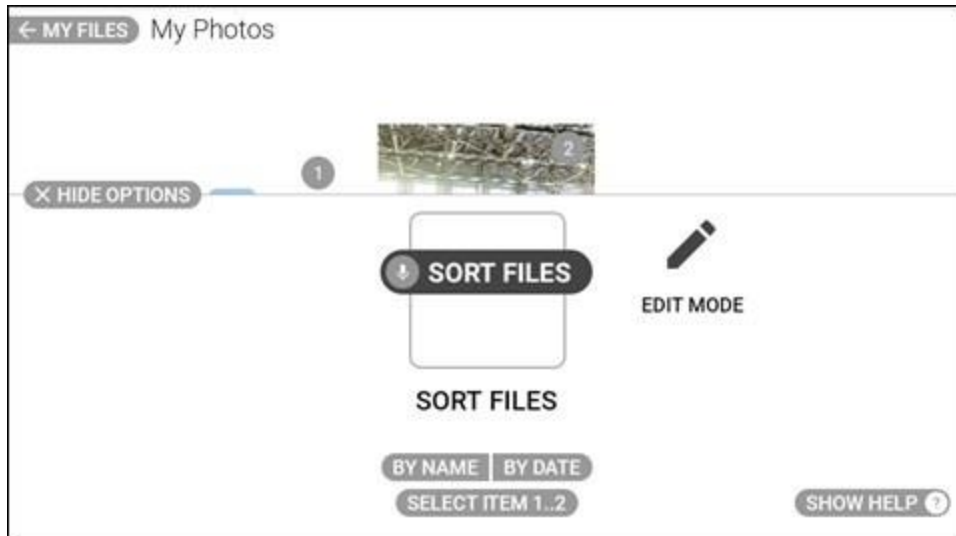 ← MY FILES My Photos
1
2
X HIDE OPTIONS
SORT FILES
EDIT MODE
SORT FILES
BY NAME BY DATE
SELECT ITEM 1..2
SHOW HELP ?